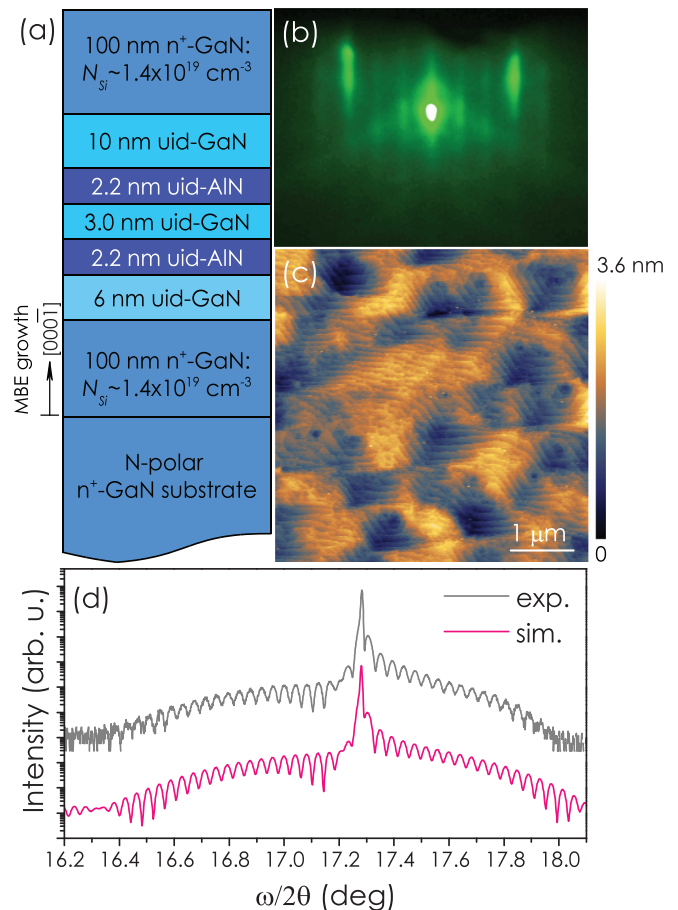 (a)
100 nm n⁺-GaN:
N_Si~1.4x10¹⁹ cm⁻³
10 nm uid-GaN
2.2 nm uid-AlN
3.0 nm uid-GaN
2.2 nm uid-AlN
6 nm uid-GaN
100 nm n⁺-GaN:
N_Si~1.4x10¹⁹ cm⁻³
N-polar
n⁺-GaN substrate
MBE growth
[0001̅]
(b)
(c)
3.6 nm
0
1 μm
(d)
exp.
sim.
Intensity (arb. u.)
16.2 16.4 16.6 16.8 17.0 17.2 17.4 17.6 17.8 18.0
ω/2θ (deg)